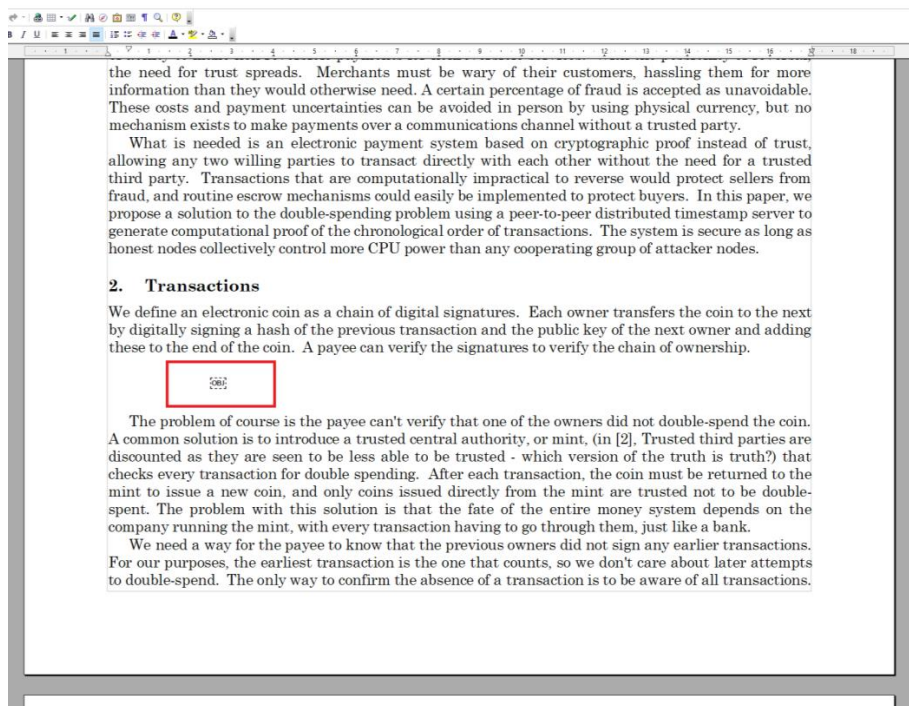 B I U
1 1 2 3 4 5 6 7 8 9 10 11 12 13 14 15 16 17 18
the need for trust spreads. Merchants must be wary of their customers, hassling them for more
information than they would otherwise need. A certain percentage of fraud is accepted as unavoidable.
These costs and payment uncertainties can be avoided in person by using physical currency, but no
mechanism exists to make payments over a communications channel without a trusted party.
What is needed is an electronic payment system based on cryptographic proof instead of trust,
allowing any two willing parties to transact directly with each other without the need for a trusted
third party. Transactions that are computationally impractical to reverse would protect sellers from
fraud, and routine escrow mechanisms could easily be implemented to protect buyers. In this paper, we
propose a solution to the double-spending problem using a peer-to-peer distributed timestamp server to
generate computational proof of the chronological order of transactions. The system is secure as long as
honest nodes collectively control more CPU power than any cooperating group of attacker nodes.
2. Transactions
We define an electronic coin as a chain of digital signatures. Each owner transfers the coin to the next
by digitally signing a hash of the previous transaction and the public key of the next owner and adding
these to the end of the coin. A payee can verify the signatures to verify the chain of ownership.
OBJ
The problem of course is the payee can't verify that one of the owners did not double-spend the coin.
A common solution is to introduce a trusted central authority, or mint, (in [2], Trusted third parties are
discounted as they are seen to be less able to be trusted - which version of the truth is truth?) that
checks every transaction for double spending. After each transaction, the coin must be returned to the
mint to issue a new coin, and only coins issued directly from the mint are trusted not to be double-
spent. The problem with this solution is that the fate of the entire money system depends on the
company running the mint, with every transaction having to go through them, just like a bank.
We need a way for the payee to know that the previous owners did not sign any earlier transactions.
For our purposes, the earliest transaction is the one that counts, so we don't care about later attempts
to double-spend. The only way to confirm the absence of a transaction is to be aware of all transactions.